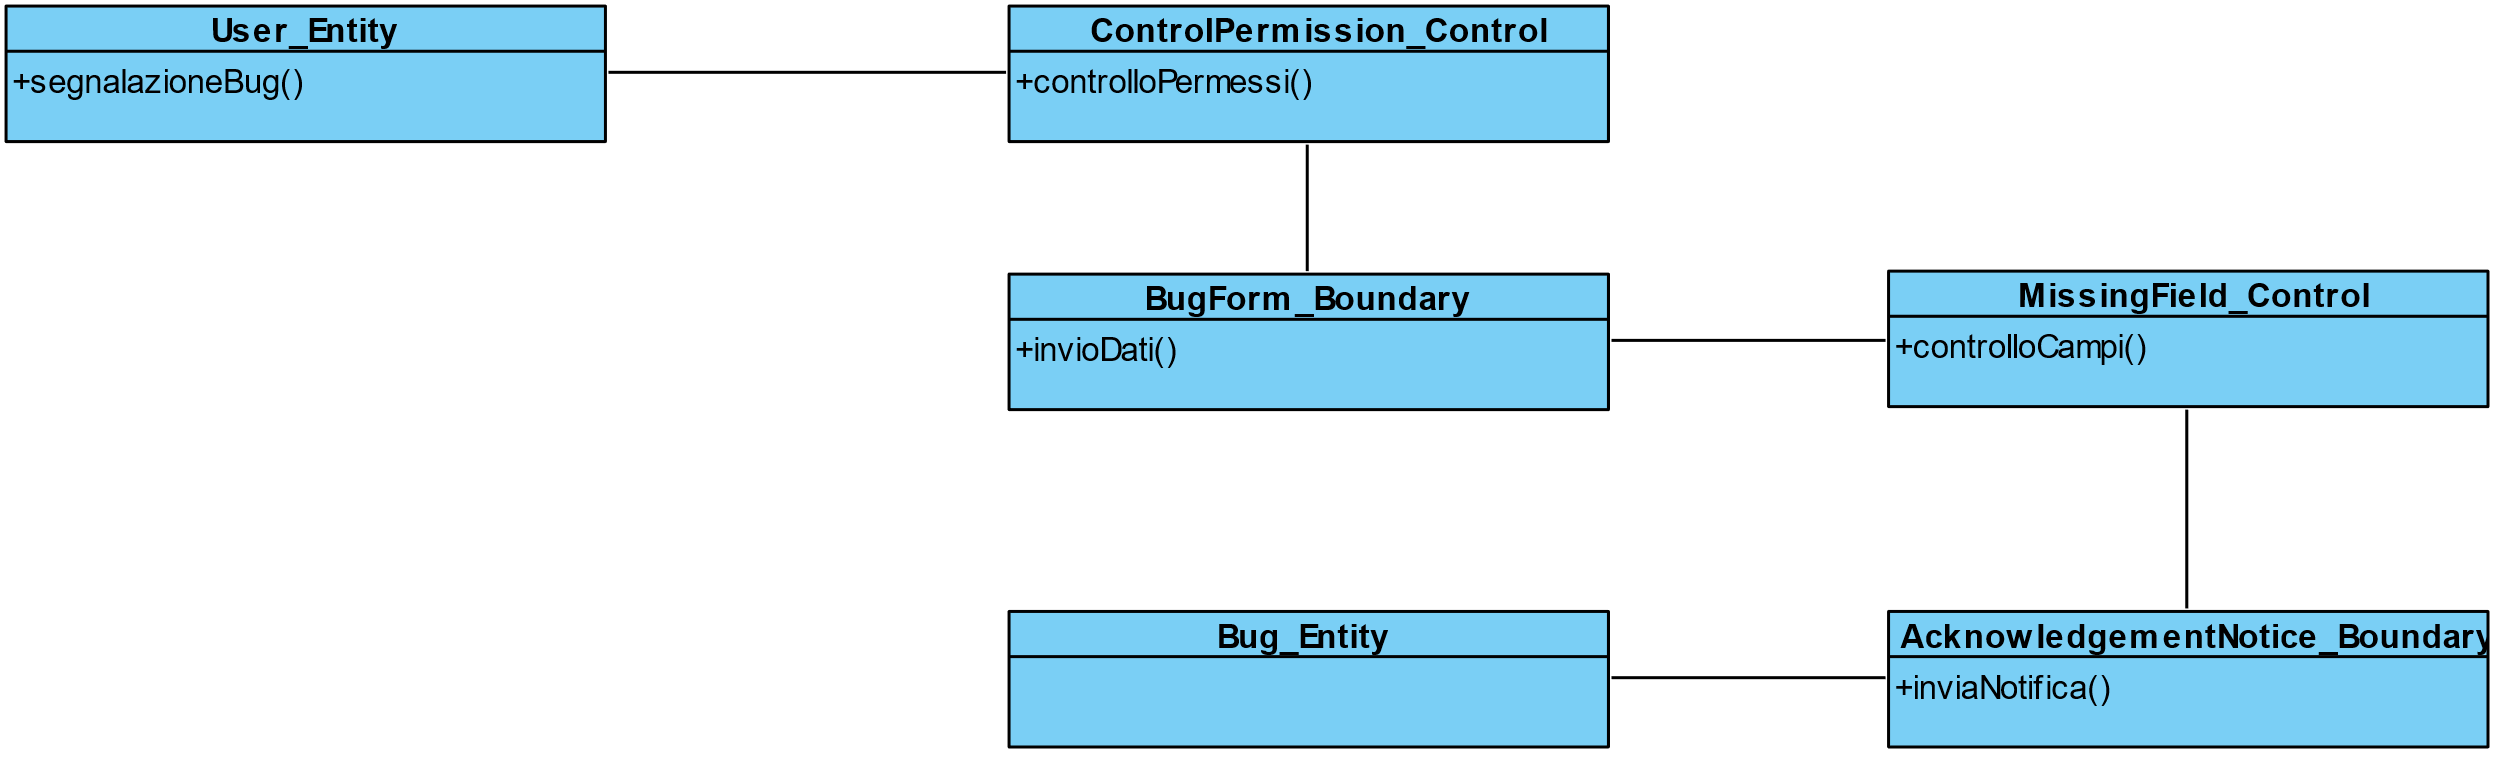 User_Entity
+segnalazioneBug()
ControlPermission_Control
+controlloPermessi()
BugForm_Boundary
+invioDati()
MissingField_Control
+controlloCampi()
Bug_Entity
AcknowledgementNotice_Boundary
+inviaNotifica()